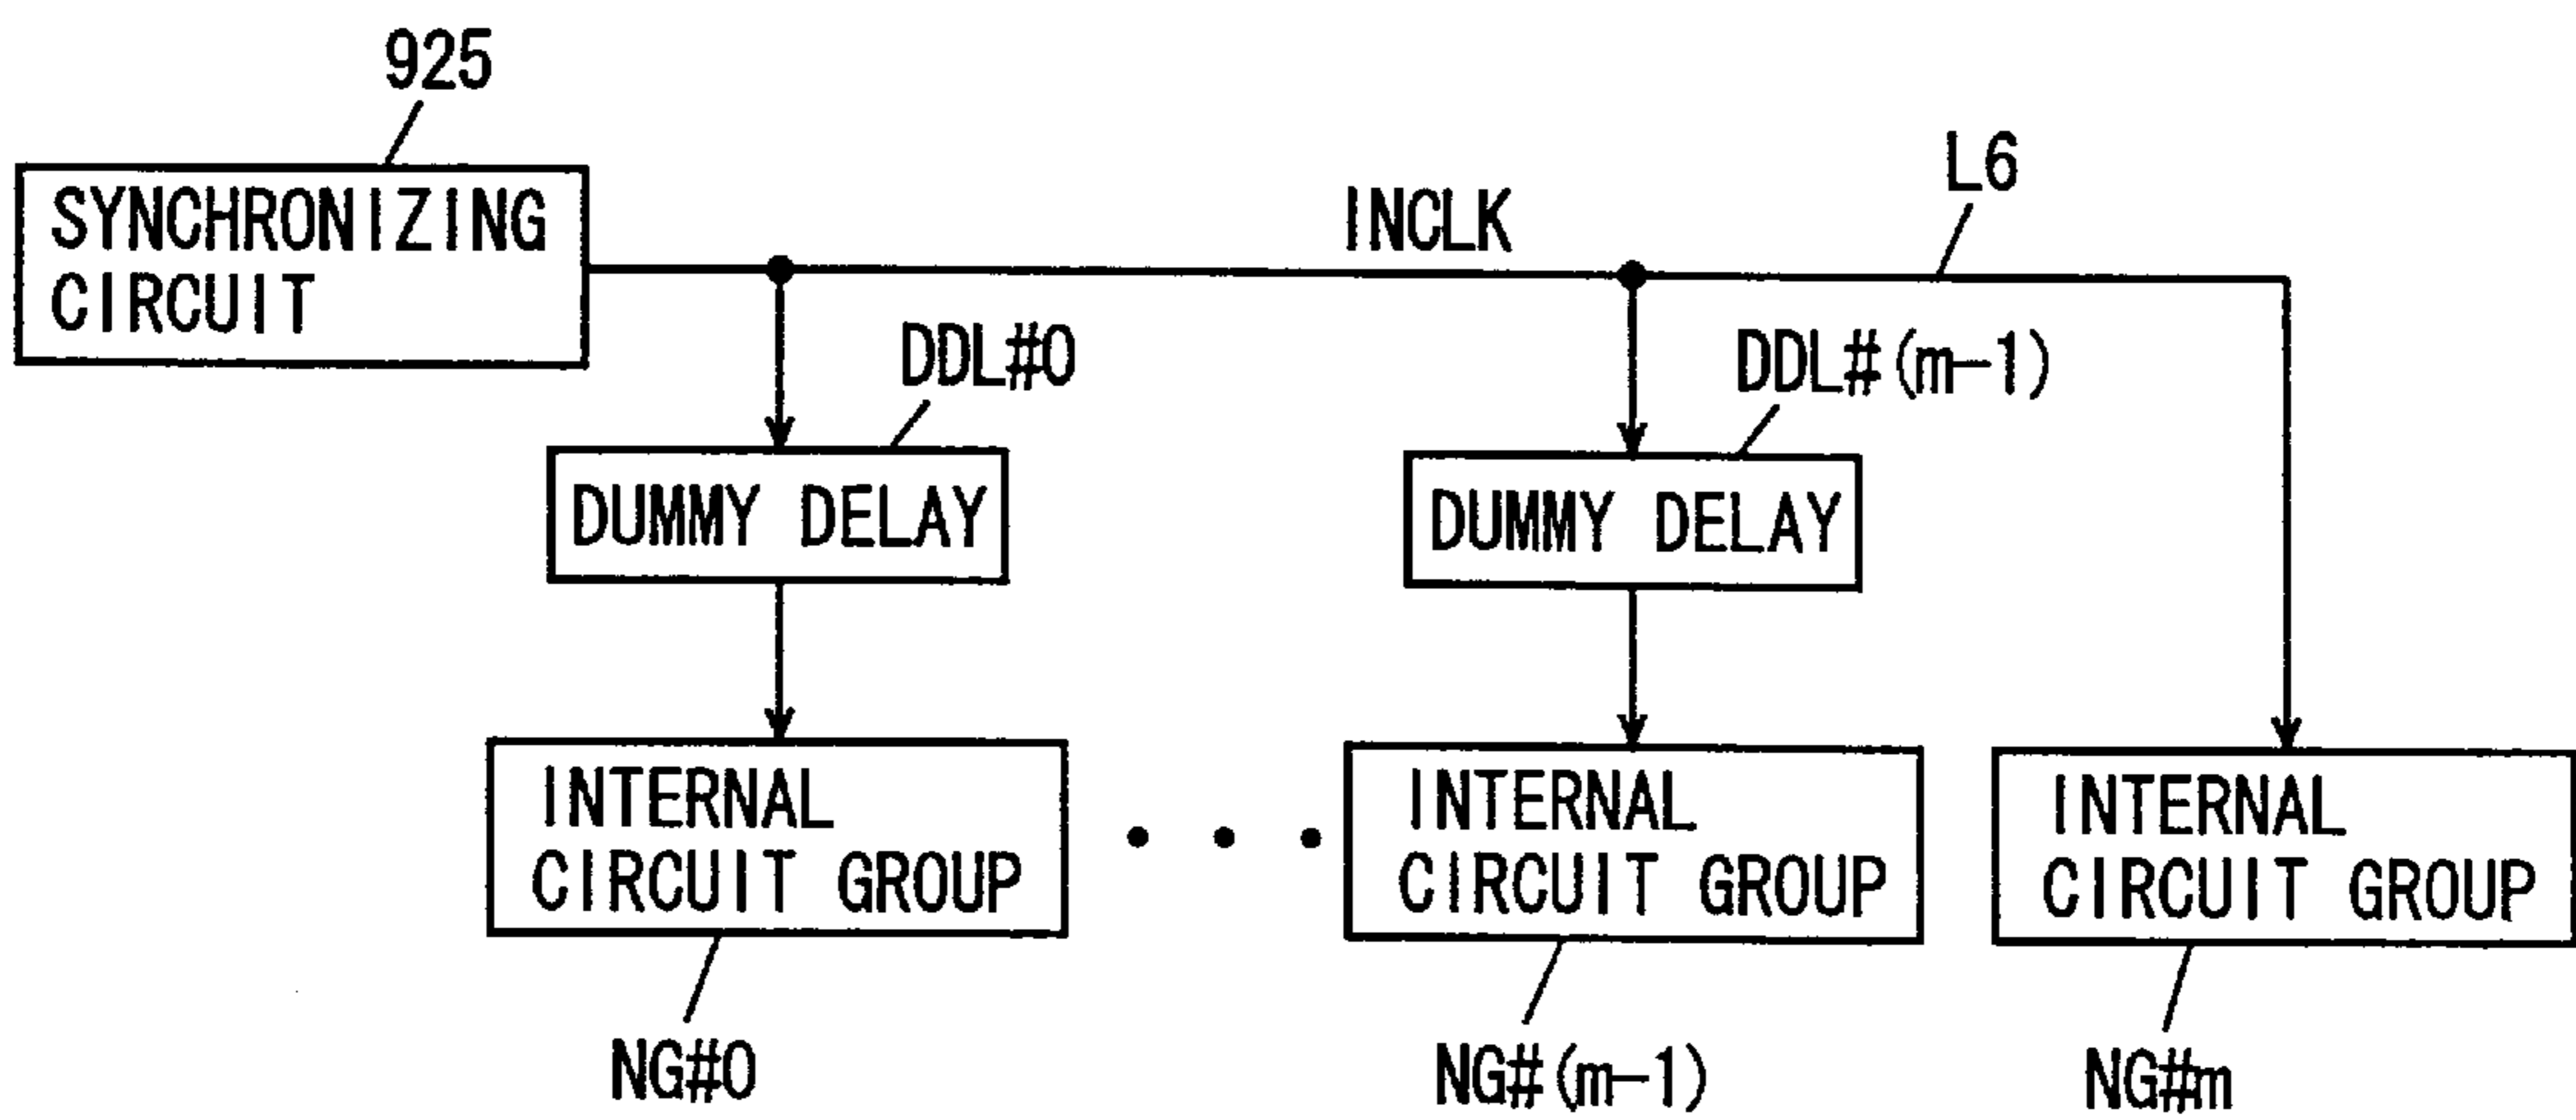 925
SYNCHRONIZING
CIRCUIT
INCLK
L6
DDL#0
DDL#(m-1)
DUMMY DELAY
DUMMY DELAY
INTERNAL
CIRCUIT GROUP
INTERNAL
CIRCUIT GROUP
INTERNAL
CIRCUIT GROUP
NG#0
NG#(m-1)
NG#m